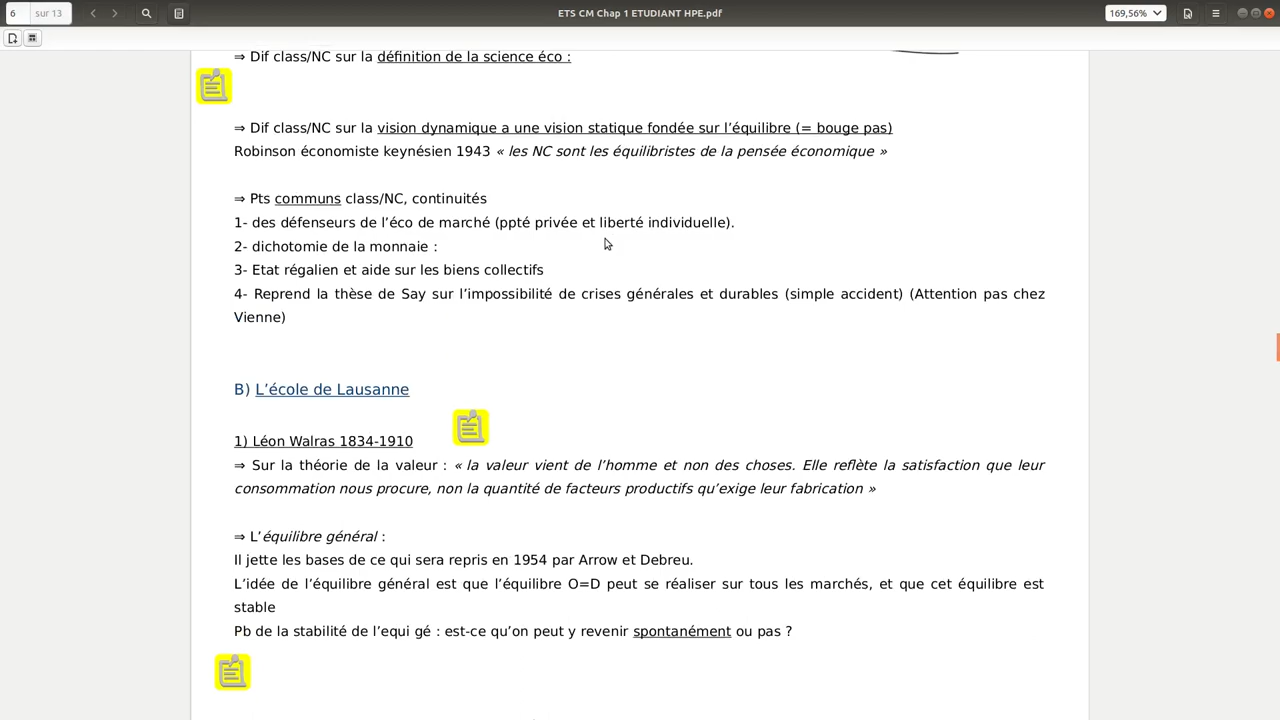 6 sur 13
ETS CM Chap 1 ETUDIANT HPE.pdf
169,56%
⇒ Dif class/NC sur la définition de la science éco :
⇒ Dif class/NC sur la vision dynamique a une vision statique fondée sur l’équilibre (= bouge pas)
Robinson économiste keynésien 1943 « les NC sont les équilibristes de la pensée économique »
⇒ Pts communs class/NC, continuités
1- des défenseurs de l’éco de marché (ppté privée et liberté individuelle).
2- dichotomie de la monnaie :
3- Etat régalien et aide sur les biens collectifs
4- Reprend la thèse de Say sur l’impossibilité de crises générales et durables (simple accident) (Attention pas chez
Vienne)
B) L’école de Lausanne
1) Léon Walras 1834-1910
⇒ Sur la théorie de la valeur : « la valeur vient de l’homme et non des choses. Elle reflète la satisfaction que leur
consommation nous procure, non la quantité de facteurs productifs qu’exige leur fabrication »
⇒ L’équilibre général :
Il jette les bases de ce qui sera repris en 1954 par Arrow et Debreu.
L’idée de l’équilibre général est que l’équilibre O=D peut se réaliser sur tous les marchés, et que cet équilibre est
stable
Pb de la stabilité de l’equi gé : est-ce qu’on peut y revenir spontanément ou pas ?